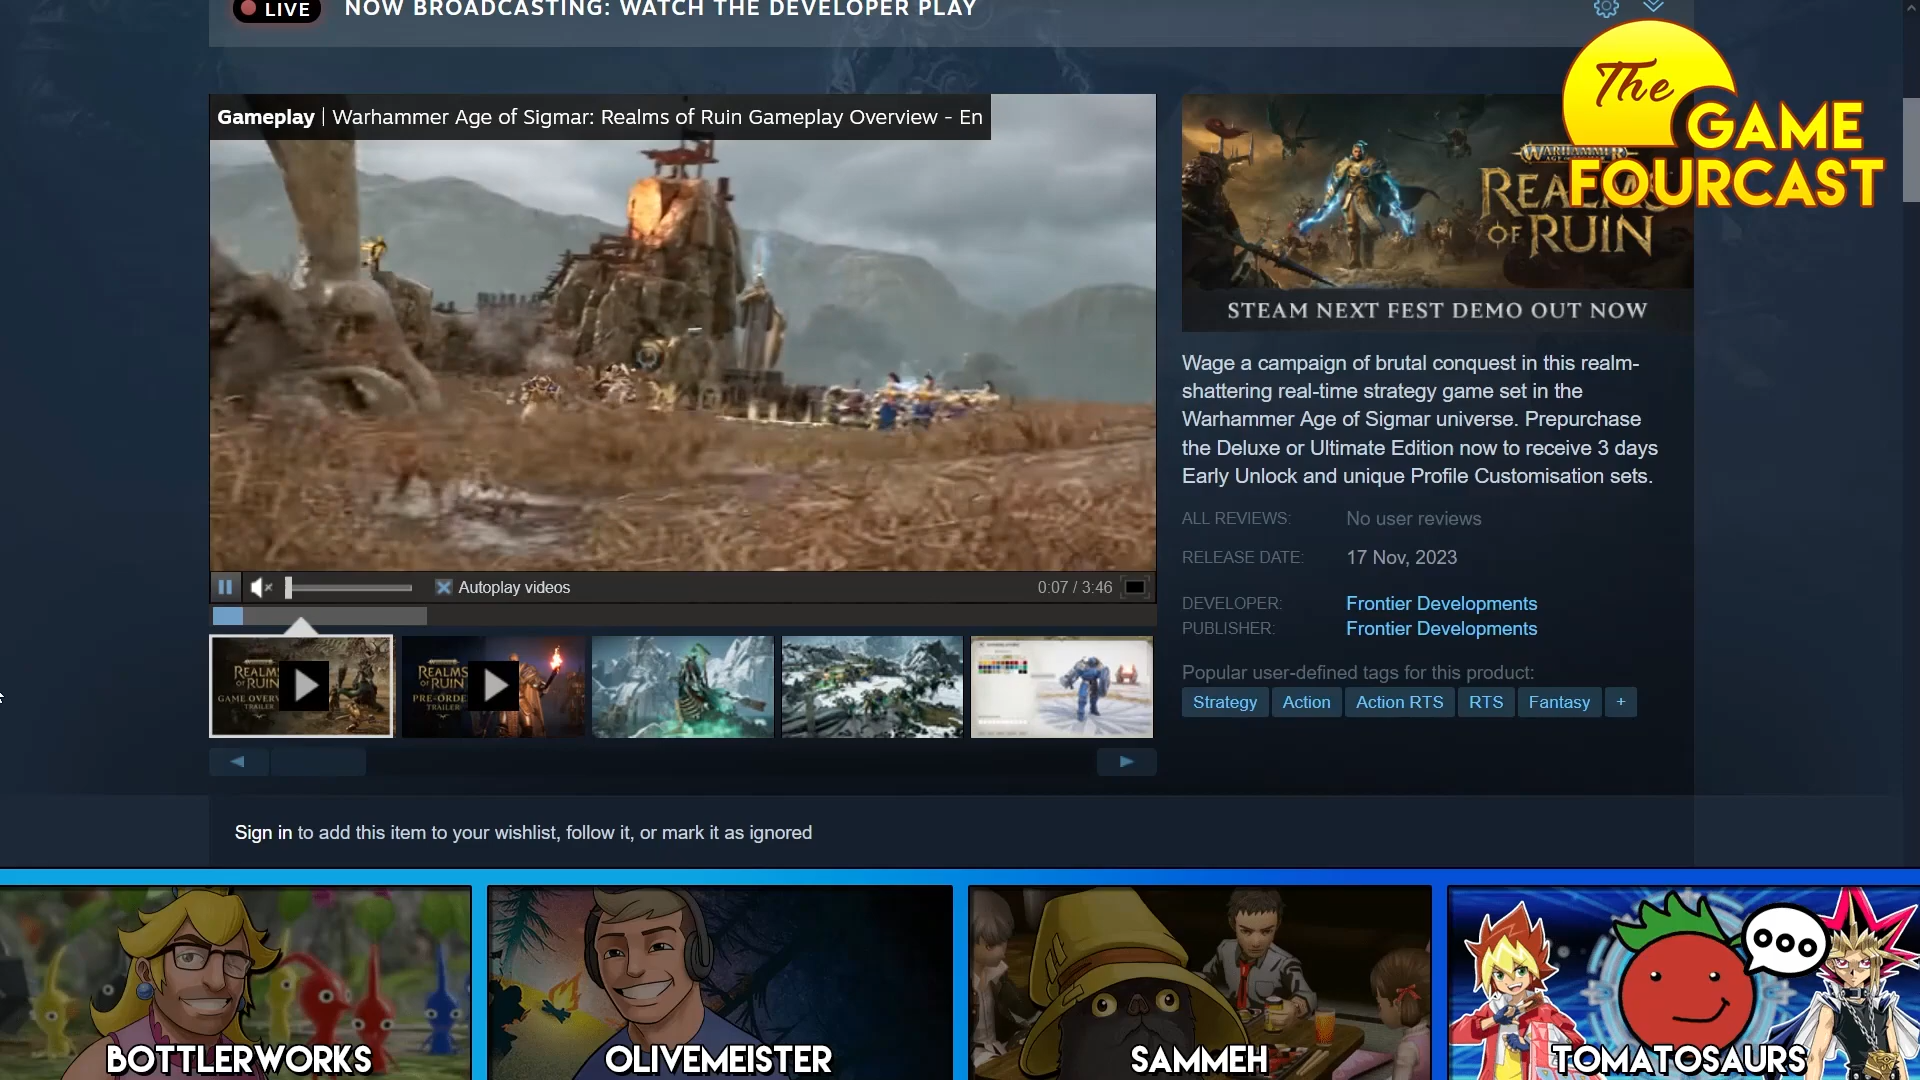 LIVE
NOW BROADCASTING: WATCH THE DEVELOPER PLAY
The
GAME
FOURCAST
Gameplay | Warhammer Age of Sigmar: Realms of Ruin Gameplay Overview - En
WARHAMMER
AGE OF SIGMAR
REALMS
OF RUIN
STEAM NEXT FEST DEMO OUT NOW
Wage a campaign of brutal conquest in this realm-
shattering real-time strategy game set in the
Warhammer Age of Sigmar universe. Prepurchase
the Deluxe or Ultimate Edition now to receive 3 days
Early Unlock and unique Profile Customisation sets.
ALL REVIEWS: No user reviews
RELEASE DATE: 17 Nov, 2023
DEVELOPER: Frontier Developments
PUBLISHER: Frontier Developments
Popular user-defined tags for this product:
Strategy Action Action RTS RTS Fantasy +
Autoplay videos 0:07 / 3:46
REALMS
OF RUIN
TRAILER
REALMS
OF RUIN
PRE-ORDER
TRAILER
Sign in to add this item to your wishlist, follow it, or mark it as ignored
BOTTLERWORKS
OLIVEMEISTER
SAMMEH
TOMATOSAURS